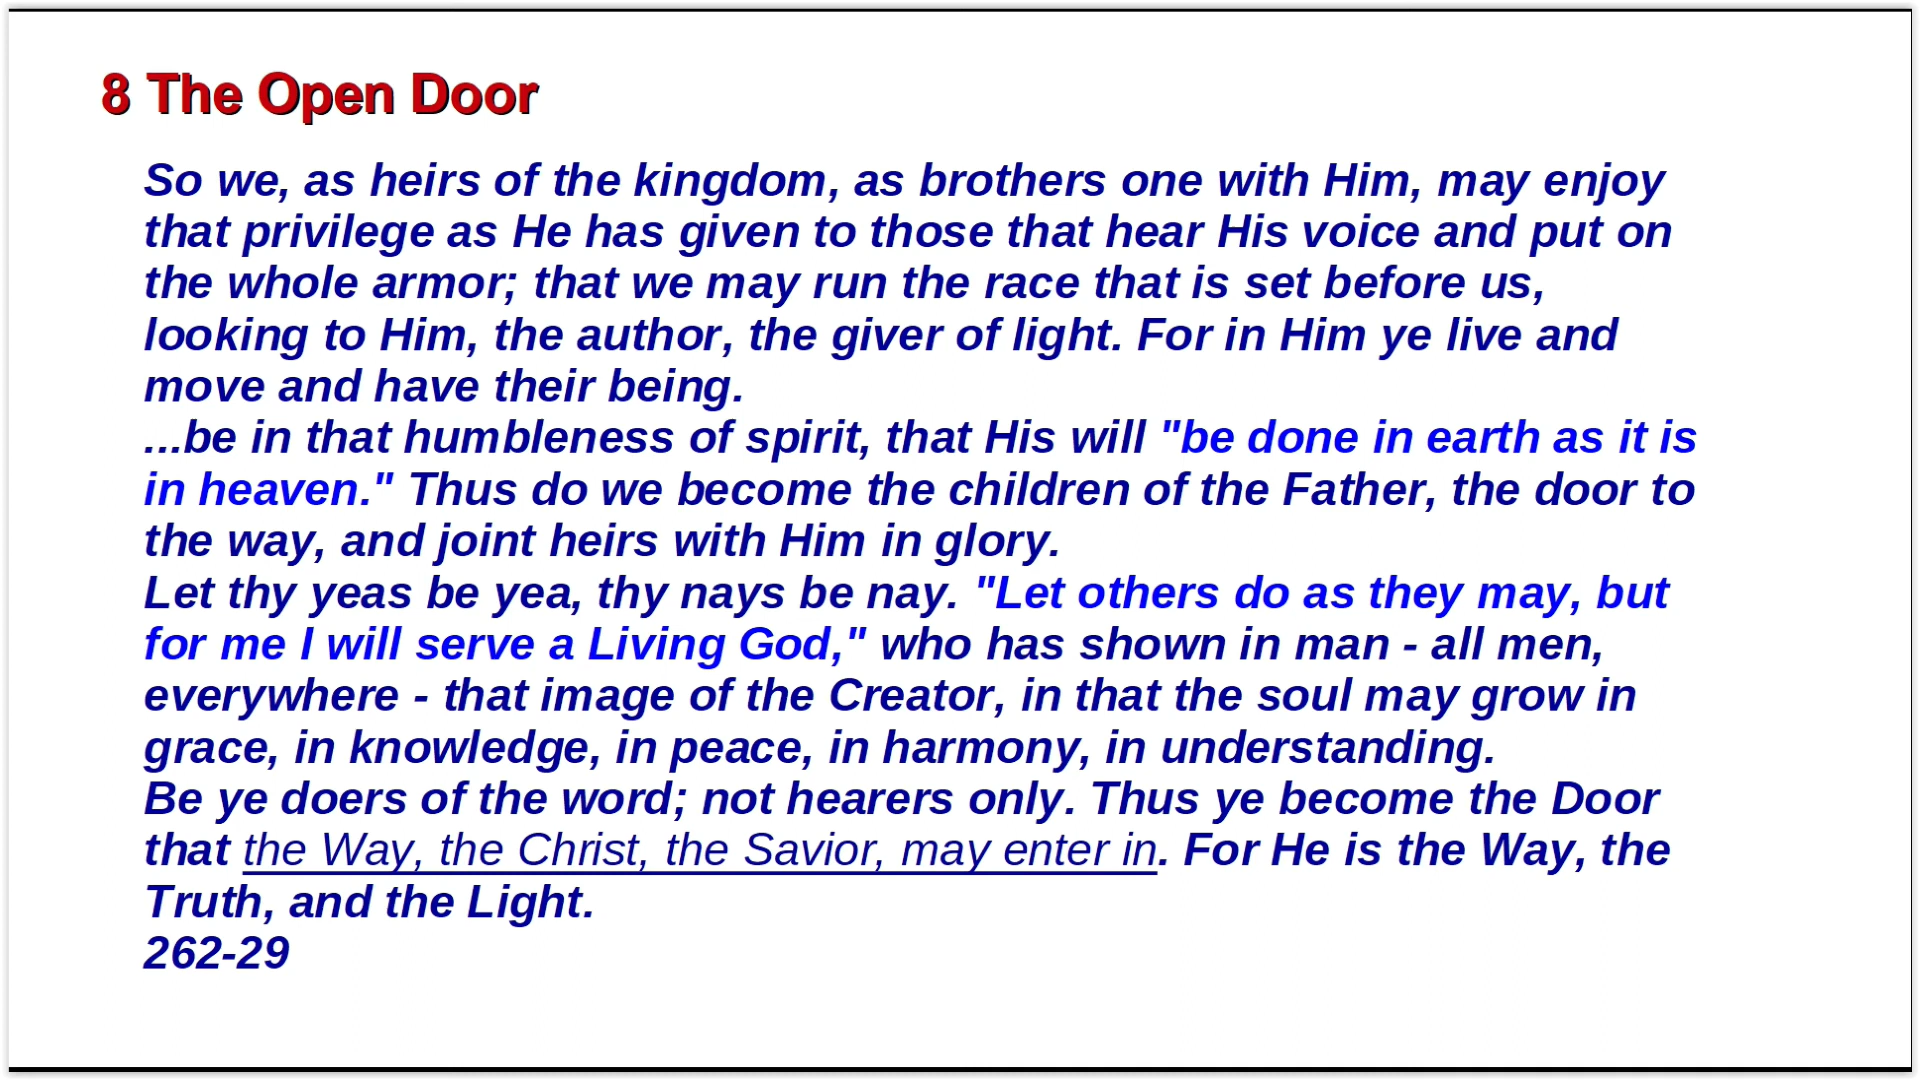 8 The Open Door
So we, as heirs of the kingdom, as brothers one with Him, may enjoy
that privilege as He has given to those that hear His voice and put on
the whole armor; that we may run the race that is set before us,
looking to Him, the author, the giver of light. For in Him ye live and
move and have their being.
...be in that humbleness of spirit, that His will "be done in earth as it is
in heaven." Thus do we become the children of the Father, the door to
the way, and joint heirs with Him in glory.
Let thy yeas be yea, thy nays be nay. "Let others do as they may, but
for me I will serve a Living God," who has shown in man - all men,
everywhere - that image of the Creator, in that the soul may grow in
grace, in knowledge, in peace, in harmony, in understanding.
Be ye doers of the word; not hearers only. Thus ye become the Door
that the Way, the Christ, the Savior, may enter in. For He is the Way, the
Truth, and the Light.
262-29